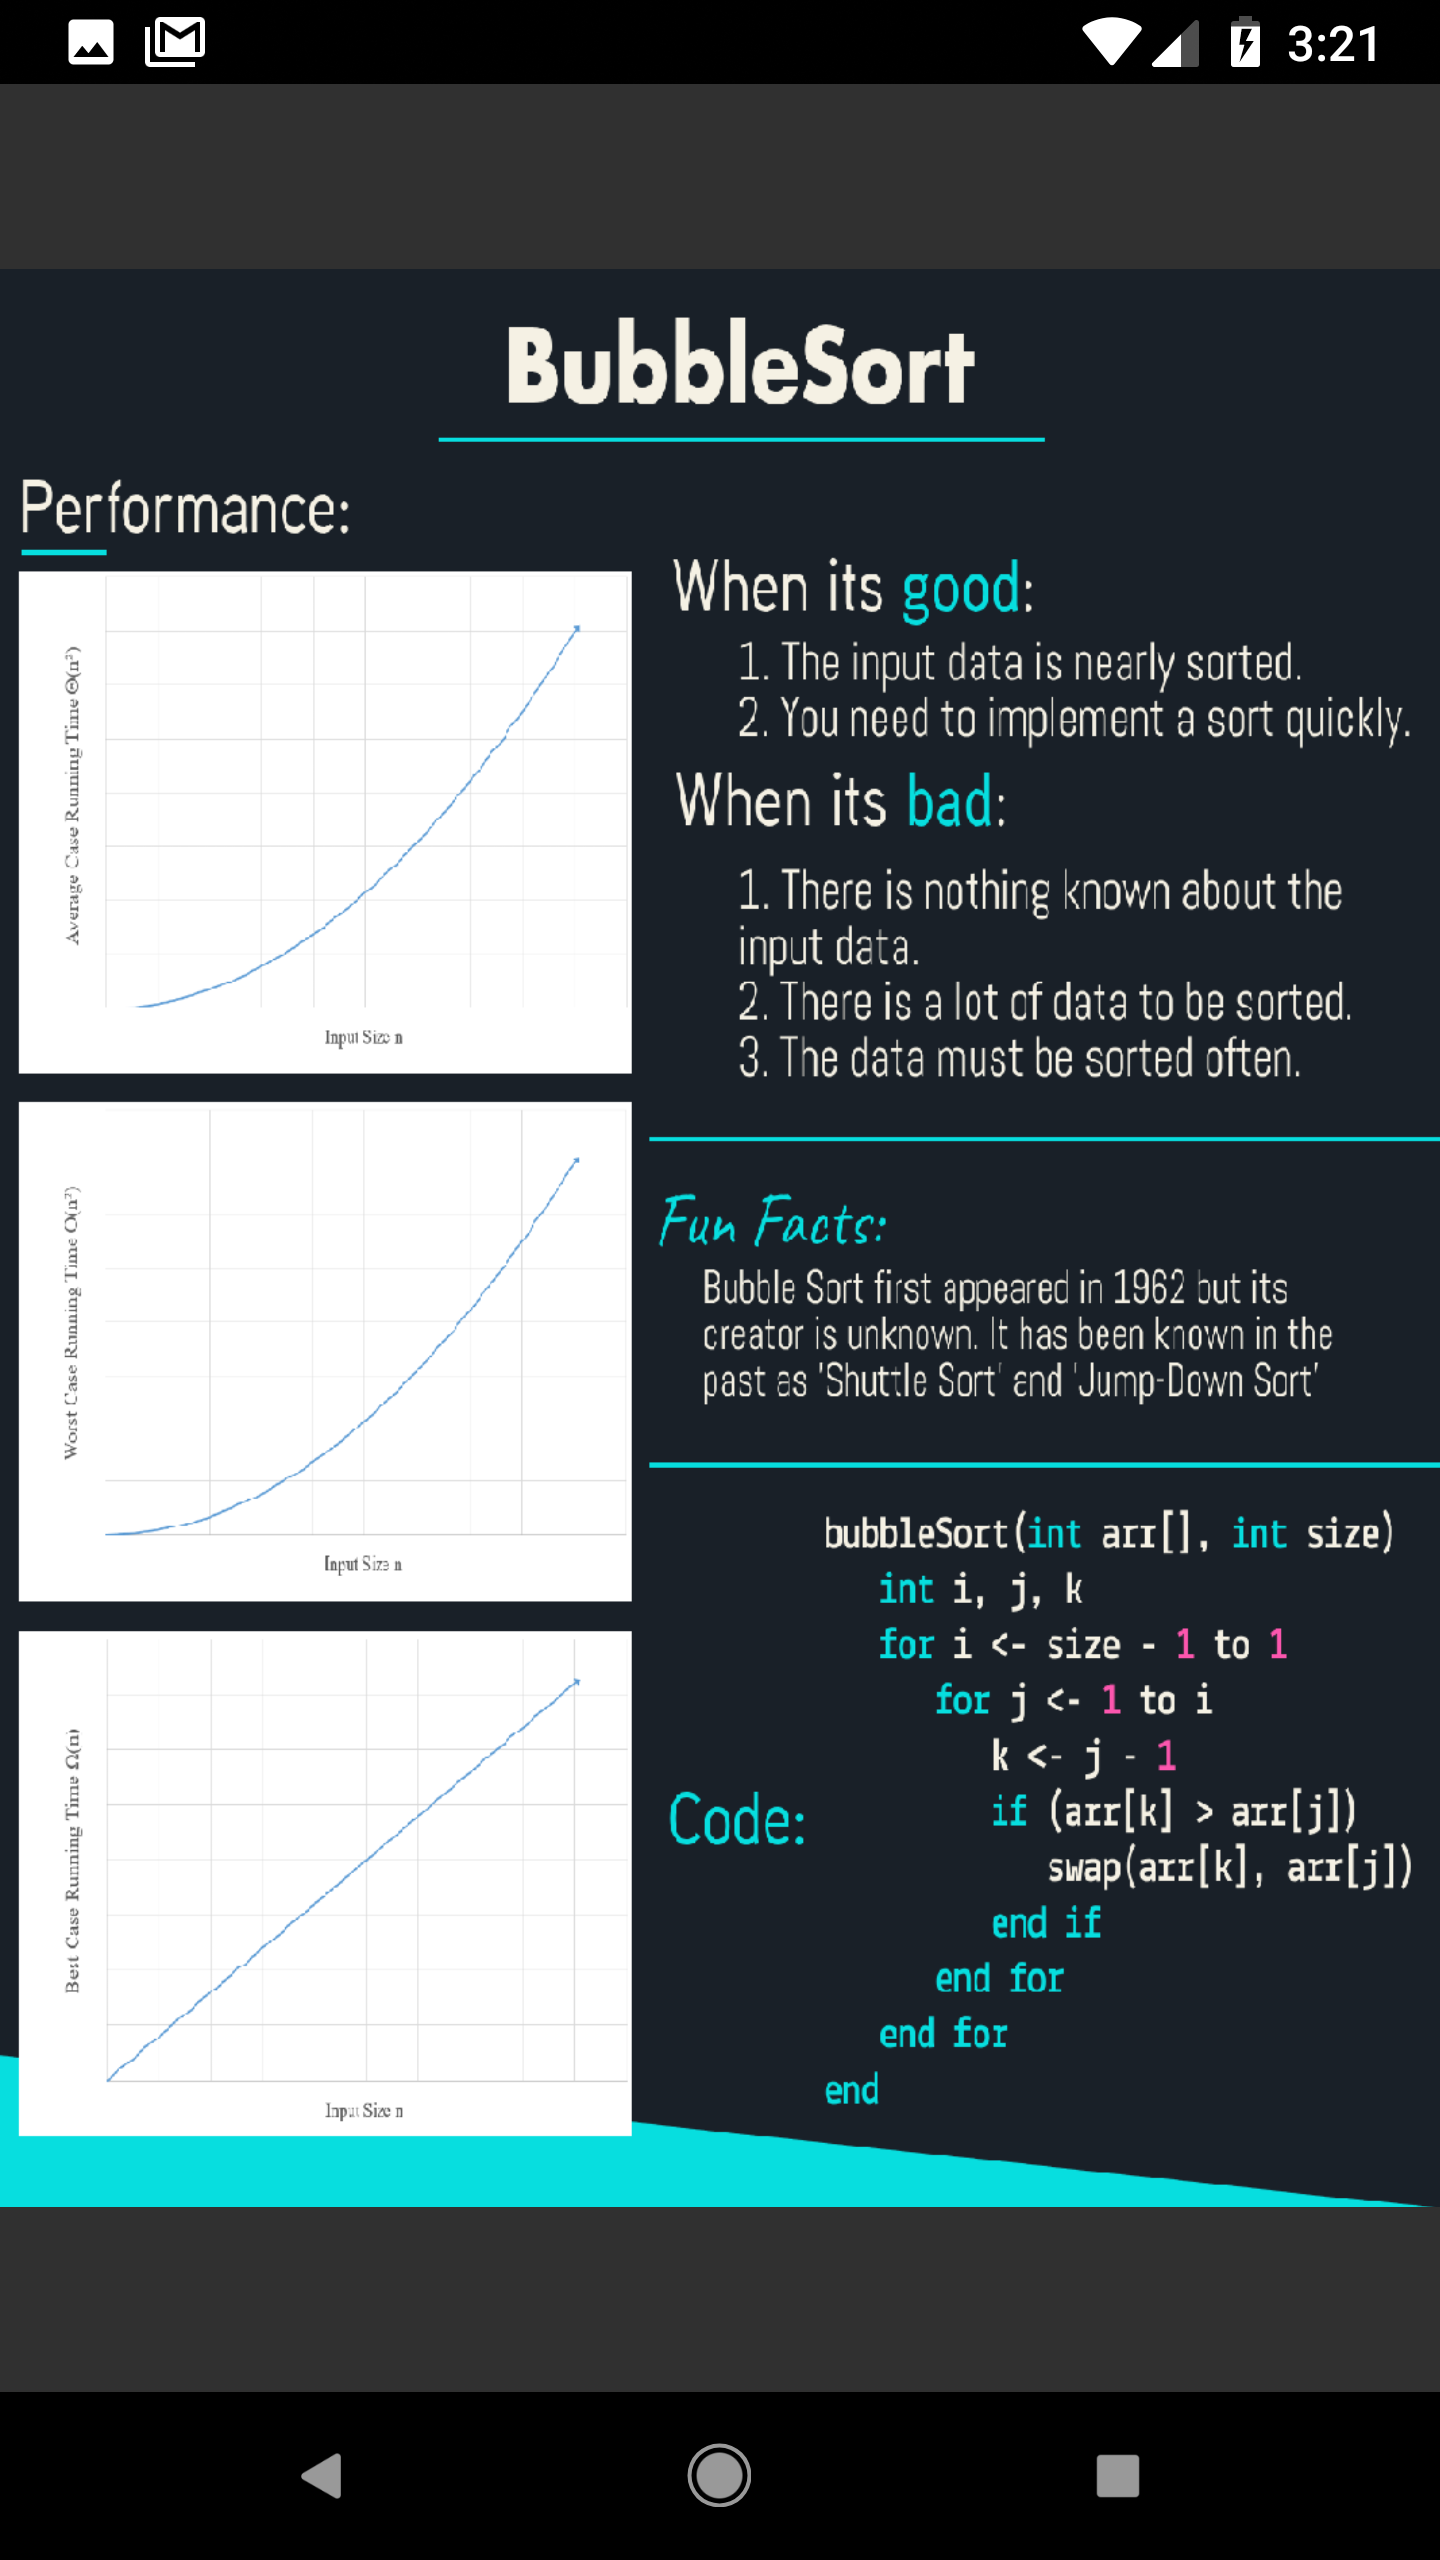 3:21
BubbleSort
Performance:
Average Case Running Time Θ(n²)
Input Size n
Worst Case Running Time O(n²)
Input Size n
Best Case Running Time Ω(n)
Input Size n
When its good:
1. The input data is nearly sorted.
2. You need to implement a sort quickly.
When its bad:
1. There is nothing known about the
input data.
2. There is a lot of data to be sorted.
3. The data must be sorted often.
Fun Facts:
Bubble Sort first appeared in 1962 but its
creator is unknown. It has been known in the
past as 'Shuttle Sort' and 'Jump-Down Sort'
Code:
bubbleSort(int arr[], int size)
int i, j, k
for i <- size - 1 to 1
for j <- 1 to i
k <- j - 1
if (arr[k] > arr[j])
swap(arr[k], arr[j])
end if
end for
end for
end